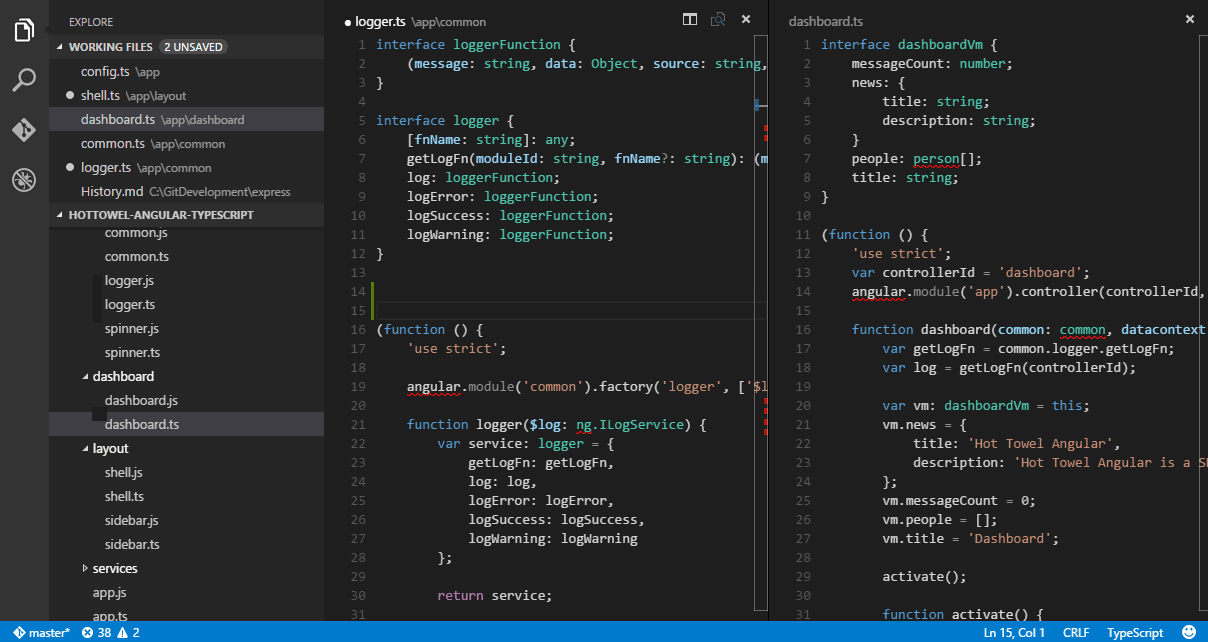 EXPLORE
WORKING FILES 2 UNSAVED
config.ts \app
shell.ts \app\layout
dashboard.ts \app\dashboard
common.ts \app\common
logger.ts \app\common
History.md C:\GitDevelopment\express
HOTTOWEL-ANGULAR-TYPESCRIPT
common.js
common.ts
logger.js
logger.ts
spinner.js
spinner.ts
dashboard
dashboard.js
dashboard.ts
layout
shell.js
shell.ts
sidebar.js
sidebar.ts
services
app.js
app.ts
● logger.ts \app\common
1 interface loggerFunction {
2     (message: string, data: Object, source: string,
3 }
4
5 interface logger {
6     [fnName: string]: any;
7     getLogFn(moduleId: string, fnName?: string): (m
8     log: loggerFunction;
9     logError: loggerFunction;
10     logSuccess: loggerFunction;
11     logWarning: loggerFunction;
12 }
13
14
15
16 (function () {
17     'use strict';
18
19     angular.module('common').factory('logger', ['$l
20
21     function logger($log: ng.ILogService) {
22         var service: logger = {
23             getLogFn: getLogFn,
24             log: log,
25             logError: logError,
26             logSuccess: logSuccess,
27             logWarning: logWarning
28         };
29
30         return service;
31
dashboard.ts
1 interface dashboardVm {
2     messageCount: number;
3     news: {
4         title: string;
5         description: string;
6     }
7     people: person[];
8     title: string;
9 }
10
11 (function () {
12     'use strict';
13     var controllerId = 'dashboard';
14     angular.module('app').controller(controllerId,
15
16     function dashboard(common: common, datacontext
17         var getLogFn = common.logger.getLogFn;
18         var log = getLogFn(controllerId);
19
20         var vm: dashboardVm = this;
21         vm.news = {
22             title: 'Hot Towel Angular',
23             description: 'Hot Towel Angular is a S
24         };
25         vm.messageCount = 0;
26         vm.people = [];
27         vm.title = 'Dashboard';
28
29         activate();
30
31         function activate() {
master* 38 2
Ln 15, Col 1 CRLF TypeScript